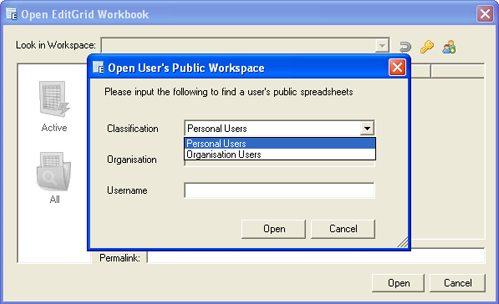 Open EditGrid Workbook
Look in Workspace:
Open User's Public Workspace
Please input the following to find a user's public spreadsheets
Classification
Personal Users
Personal Users
Organisation Users
Organisation
Username
Open
Cancel
Active
All
Permalink:
Open
Cancel